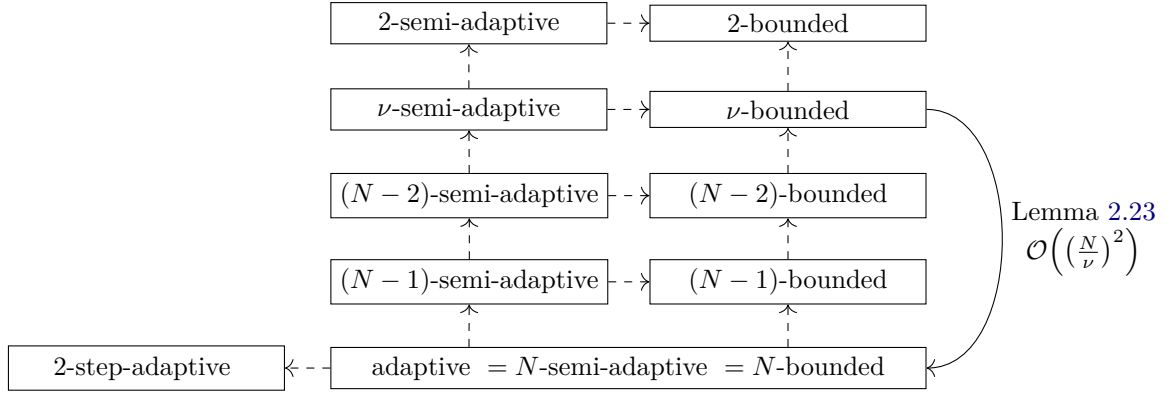 2-semi-adaptive 2-bounded
ν-semi-adaptive ν-bounded
(N − 2)-semi-adaptive (N − 2)-bounded
Lemma 2.23
𝒪((N/ν)²)
(N − 1)-semi-adaptive (N − 1)-bounded
2-step-adaptive adaptive = N-semi-adaptive = N-bounded